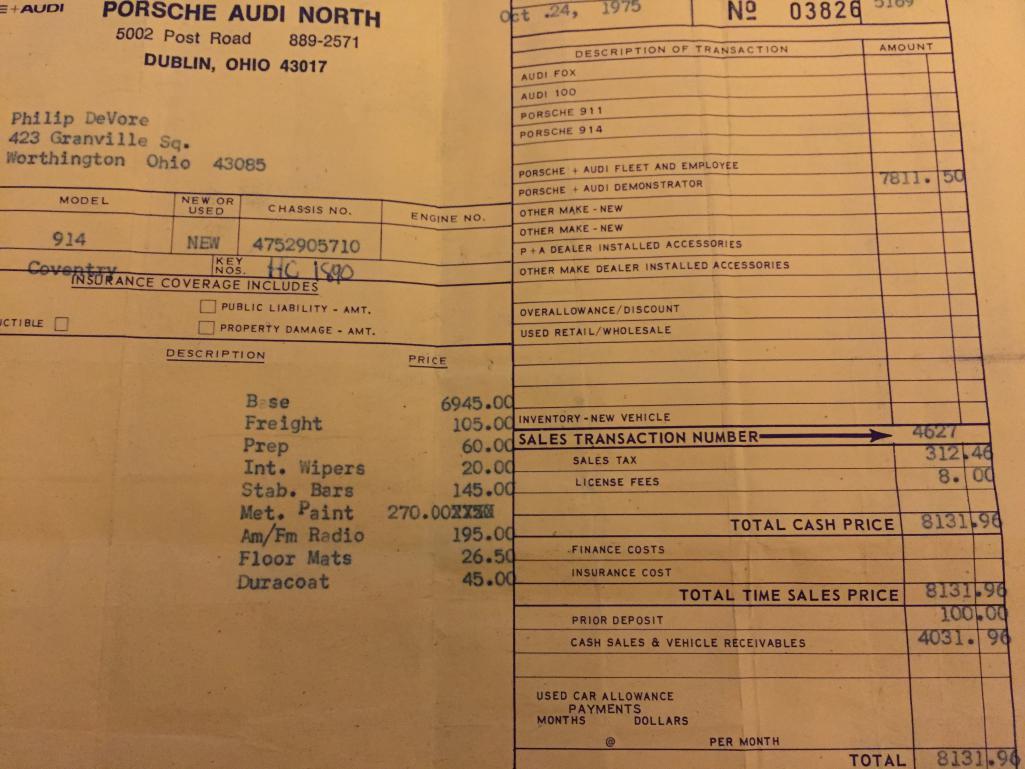 E+AUDI
PORSCHE AUDI NORTH
5002 Post Road 889-2571
DUBLIN, OHIO 43017
Philip DeVore
423 Granville Sq.
Worthington Ohio 43085
MODEL NEW OR USED CHASSIS NO. ENGINE NO.
914 NEW 4752905710
Coventry KEY NOS. HC 1890
INSURANCE COVERAGE INCLUDES
PUBLIC LIABILITY - AMT.
UCTIBLE PROPERTY DAMAGE - AMT.
DESCRIPTION PRICE
Base 6945.00
Freight 105.00
Prep 60.00
Int. Wipers 20.00
Stab. Bars 145.00
Met. Paint 270.00
Am/Fm Radio 195.00
Floor Mats 26.50
Duracoat 45.00
Oct .24, 1975 Nº 03826 5169
DESCRIPTION OF TRANSACTION AMOUNT
AUDI FOX
AUDI 100
PORSCHE 911
PORSCHE 914
PORSCHE + AUDI FLEET AND EMPLOYEE
PORSCHE + AUDI DEMONSTRATOR 7811. 50
OTHER MAKE - NEW
OTHER MAKE - NEW
P+A DEALER INSTALLED ACCESSORIES
OTHER MAKE DEALER INSTALLED ACCESSORIES
OVERALLOWANCE/DISCOUNT
USED RETAIL/WHOLESALE
INVENTORY-NEW VEHICLE
SALES TRANSACTION NUMBER 4627
SALES TAX 312.46
LICENSE FEES 8. 00
TOTAL CASH PRICE 8131.96
FINANCE COSTS
INSURANCE COST
TOTAL TIME SALES PRICE 8131.96
PRIOR DEPOSIT 100.00
CASH SALES & VEHICLE RECEIVABLES 4031. 96
USED CAR ALLOWANCE
PAYMENTS
MONTHS DOLLARS
@ PER MONTH
TOTAL 8131.96